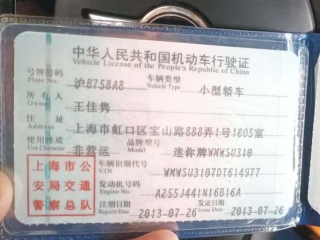 中华人民共和国机动车行驶证
Vehicle License of the People's Republic of China
号牌号码 沪B758A8 车辆类型 小型轿车
Plate No. Vehicle Type
所有人 王佳隽
Owner
住址 上海市虹口区宝山路888弄1号1805室
Address
使用性质 非营运 迷你牌WMWSU310
Use Character
上海市公安局交通警察总队
车辆识别代号 WMWSU3107DT614977
VIN
发动机号码 A255J441N16B16A
Engine No.
注册日期 2013-07-26 发证日期 2013-07-26
Register Date Issue Date